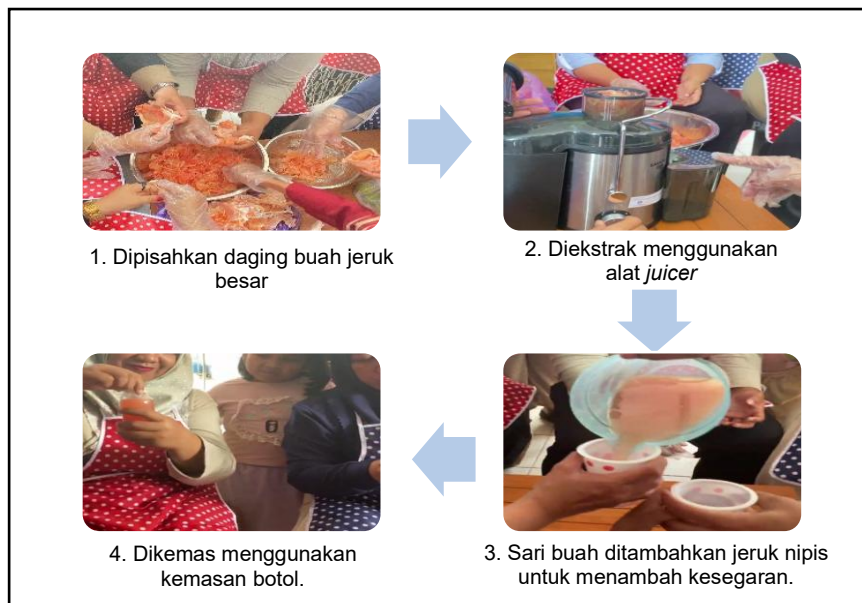 1. Dipisahkan daging buah jeruk
besar
2. Diekstrak menggunakan
alat juicer
3. Sari buah ditambahkan jeruk nipis
untuk menambah kesegaran.
4. Dikemas menggunakan
kemasan botol.